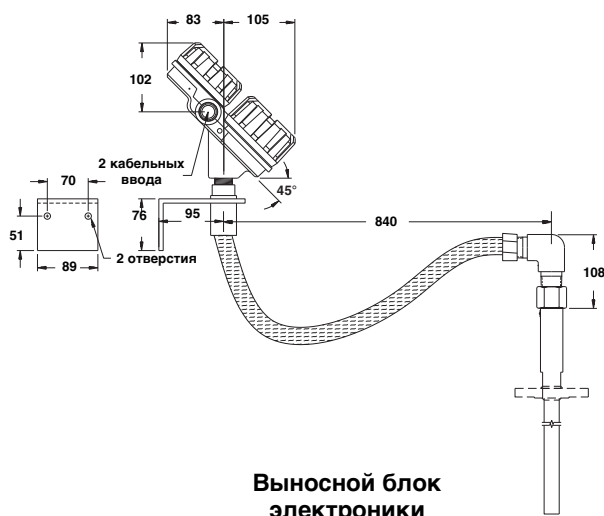 83
105
102
2 кабельных
ввода
45°
70
76
95
840
51
89
2 отверстия
108
Выносной блок
электроники